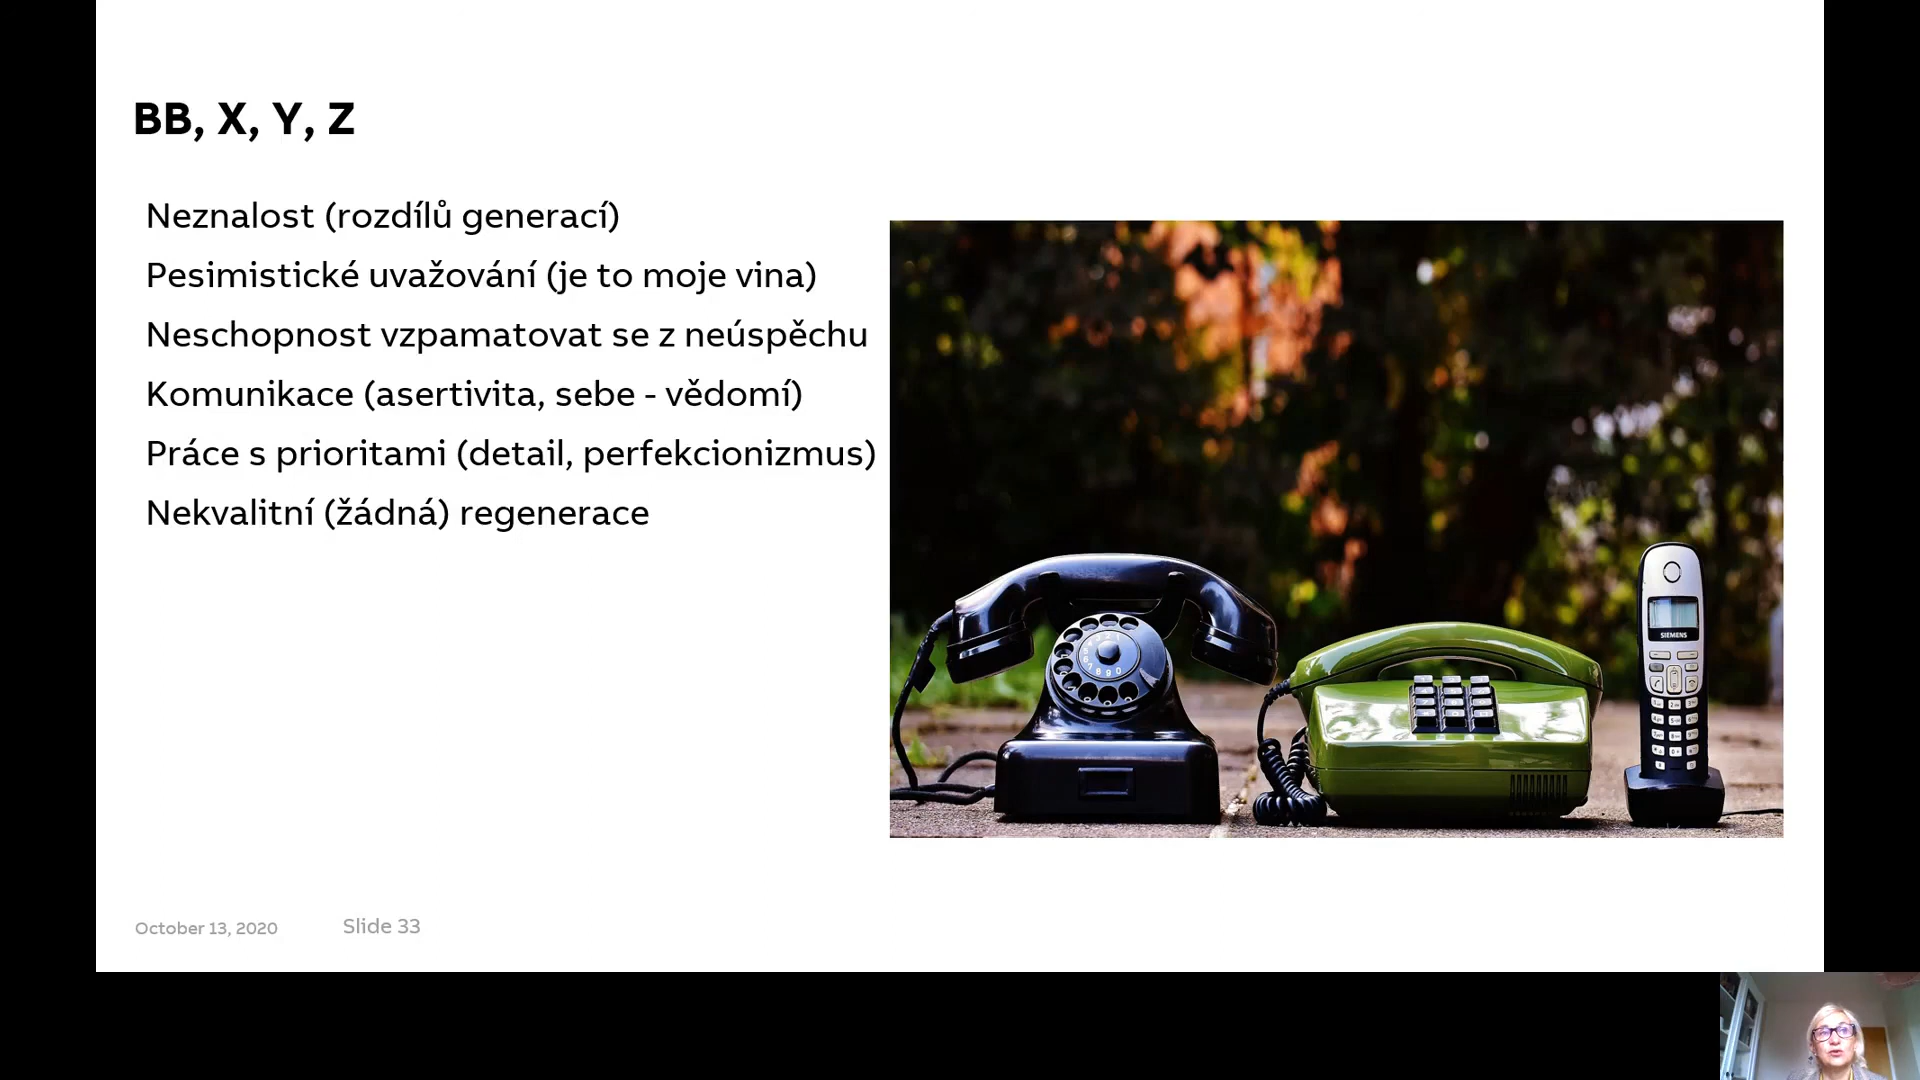 BB, X, Y, Z
Neznalost (rozdílů generací)
Pesimistické uvažování (je to moje vina)
Neschopnost vzpamatovat se z neúspěchu
Komunikace (asertivita, sebe - vědomí)
Práce s prioritami (detail, perfekcionizmus)
Nekvalitní (žádná) regenerace
SIEMENS
October 13, 2020
Slide 33